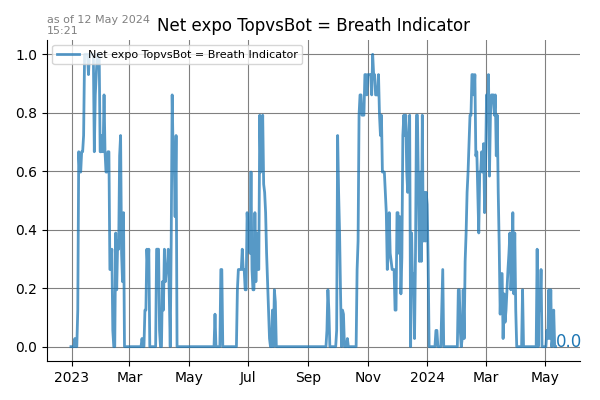 as of 12 May 2024
15:21
Net expo TopvsBot = Breath Indicator
Net expo TopvsBot = Breath Indicator
1.0
0.8
0.6
0.4
0.2
0.0
0.0
2023 Mar May Jul Sep Nov 2024 Mar May